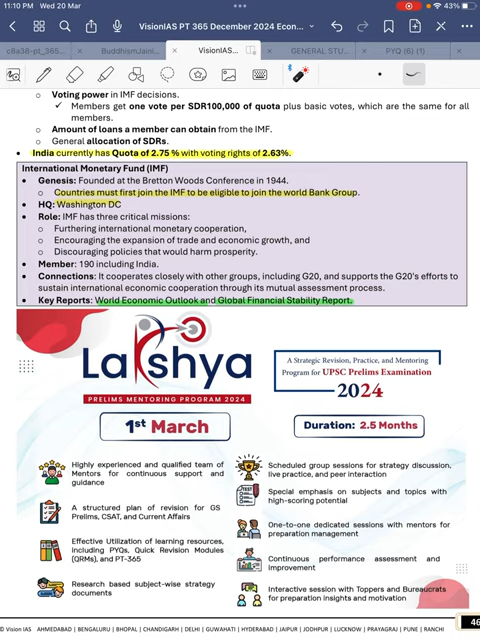 11:10 PM Wed 20 Mar
43%
VisionIAS PT 365 December 2024 Econ...
c8a38-pt_365...
BuddhismJaini...
VisionIAS...
GENERAL STU...
PYQ (6) (1)
o Voting power in IMF decisions.
✓ Members get one vote per SDR100,000 of quota plus basic votes, which are the same for all
members.
o Amount of loans a member can obtain from the IMF.
o General allocation of SDRs.
• India currently has Quota of 2.75 % with voting rights of 2.63%.
International Monetary Fund (IMF)
• Genesis: Founded at the Bretton Woods Conference in 1944.
o Countries must first join the IMF to be eligible to join the world Bank Group.
• HQ: Washington DC
• Role: IMF has three critical missions:
o Furthering international monetary cooperation,
o Encouraging the expansion of trade and economic growth, and
o Discouraging policies that would harm prosperity.
• Member: 190 including India.
• Connections: It cooperates closely with other groups, including G20, and supports the G20's efforts to
sustain international economic cooperation through its mutual assessment process.
• Key Reports: World Economic Outlook and Global Financial Stability Report.
Lakshya
PRELIMS MENTORING PROGRAM 2024
A Strategic Revision, Practice, and Mentoring
Program for UPSC Prelims Examination
2024
1st March
Duration: 2.5 Months
Highly experienced and qualified team of
Mentors for continuous support and
guidance
A structured plan of revision for GS
Prelims, CSAT, and Current Affairs
Effective Utilization of learning resources,
including PYQs, Quick Revision Modules
(QRMs), and PT-365
Research based subject-wise strategy
documents
Scheduled group sessions for strategy discussion,
live practice, and peer interaction
TEST
Special emphasis on subjects and topics with
high-scoring potential
One-to-one dedicated sessions with mentors for
preparation management
Continuous performance assessment and
improvement
Interactive session with Toppers and Bureaucrats
for preparation insights and motivation
46
D Vision IAS AHMEDABAD | BENGALURU | BHOPAL | CHANDIGARH | DELHI | GUWAHATI | HYDERABAD | JAIPUR | JODHPUR | LUCKNOW | PRAYAGRAJ | PUNE | RANCHI